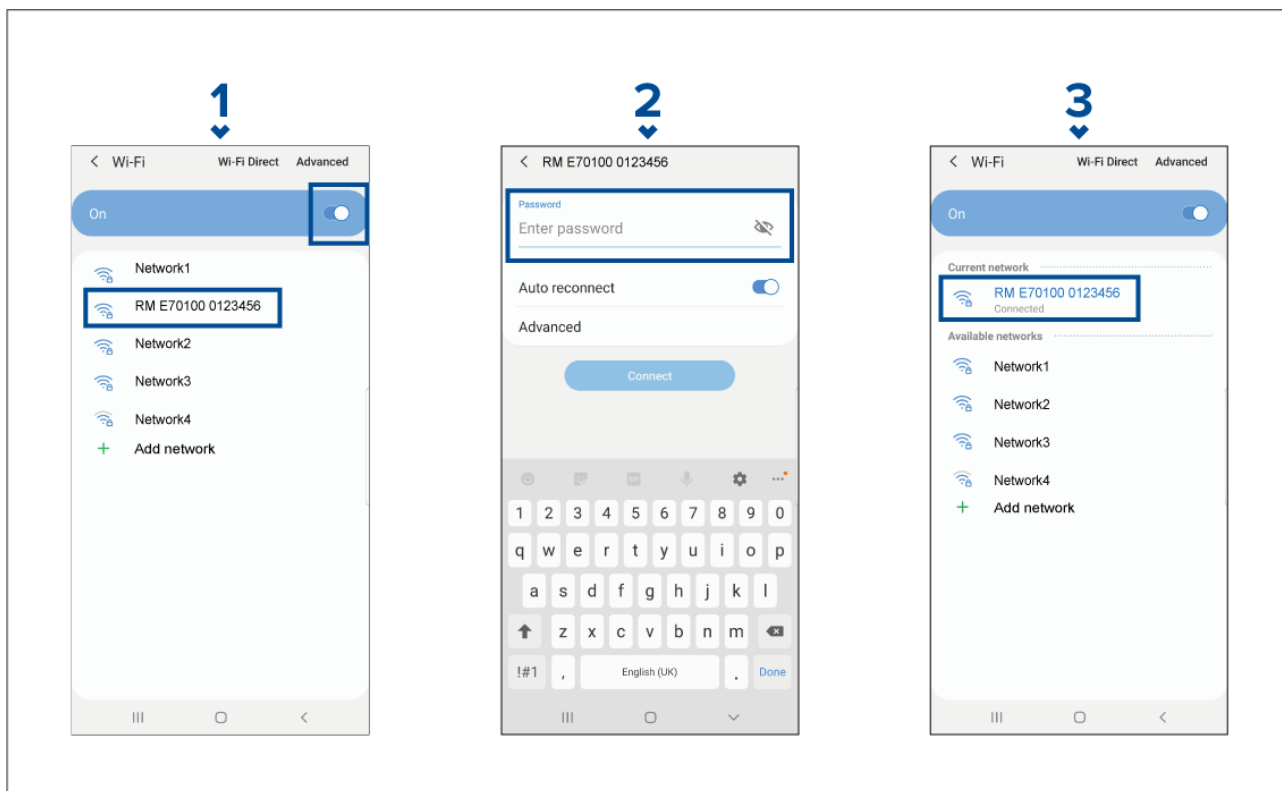 1
< Wi-Fi Wi-Fi Direct Advanced
On
Network1
RM E70100 0123456
Network2
Network3
Network4
+ Add network
2
< RM E70100 0123456
Password
Enter password
Auto reconnect
Advanced
Connect
1 2 3 4 5 6 7 8 9 0
q w e r t y u i o p
a s d f g h j k l
z x c v b n m
!#1 , English (UK) . Done
3
< Wi-Fi Wi-Fi Direct Advanced
On
Current network
RM E70100 0123456
Connected
Available networks
Network1
Network2
Network3
Network4
+ Add network